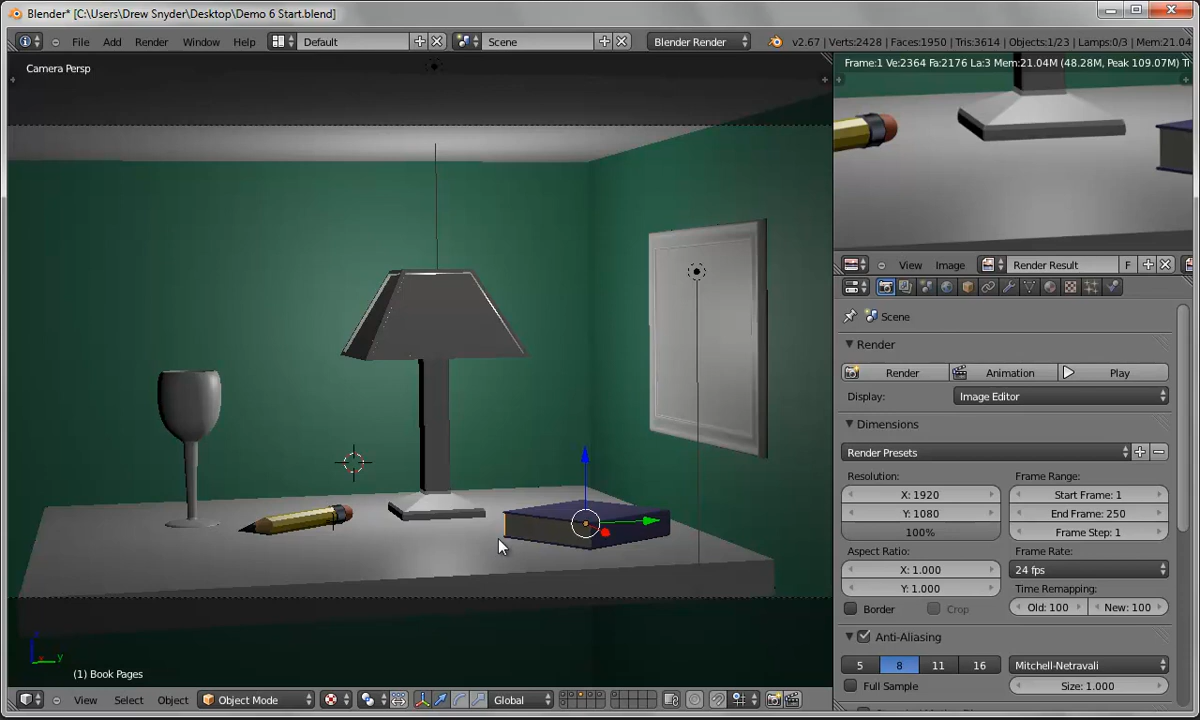 Blender* [C:\Users\Drew Snyder\Desktop\Demo 6 Start.blend]
File Add Render Window Help Default Scene Blender Render v2.67 | Verts:2428 | Faces:1950 | Tris:3614 | Objects:1/23 | Lamps:0/3 | Mem:21.04
Camera Persp
Frame:1 Ve:2364 Fa:2176 La:3 Mem:21.04M (48.28M, Peak 109.07M) Ti
View Image Render Result F
Scene
Render
Render Animation Play
Display: Image Editor
Dimensions
Render Presets
Resolution: Frame Range:
X: 1920 Start Frame: 1
Y: 1080 End Frame: 250
100% Frame Step: 1
Aspect Ratio: Frame Rate:
X: 1.000 24 fps
Y: 1.000 Time Remapping:
Border Crop Old: 100 New: 100
Anti-Aliasing
5 8 11 16 Mitchell-Netravali
Full Sample Size: 1.000
y
(1) Book Pages
View Select Object Object Mode Global